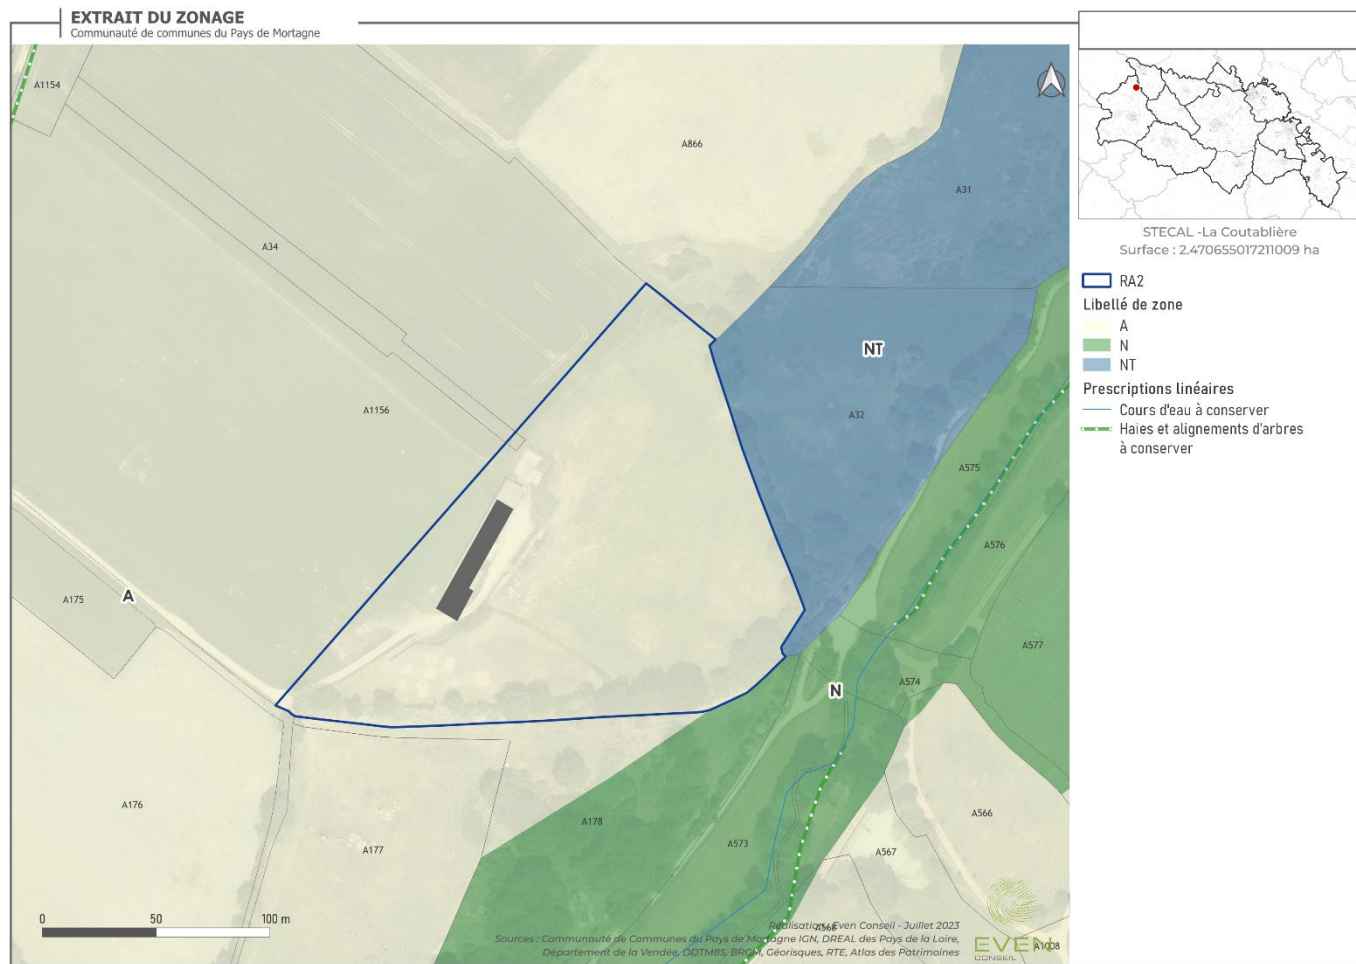 EXTRAIT DU ZONAGE
Communauté de communes du Pays de Mortagne
A1154
A866
A31
A34
NT
A1156
A32
A575
A576
A175
A
A577
A574
N
A176
A178
A177
A573
A566
A567
A568
A1008
0 50 100 m
Réalisation : Even Conseil - Juillet 2023
Sources : Communauté de Communes du Pays de Mortagne IGN, DREAL des Pays de la Loire,
Département de la Vendée, DDTM85, BRGM, Géorisques, RTE, Atlas des Patrimoines
EVEN
CONSEIL
STECAL -La Coutablière
Surface : 2.470655017211009 ha
RA2
Libellé de zone
A
N
NT
Prescriptions linéaires
Cours d'eau à conserver
Haies et alignements d'arbres
à conserver